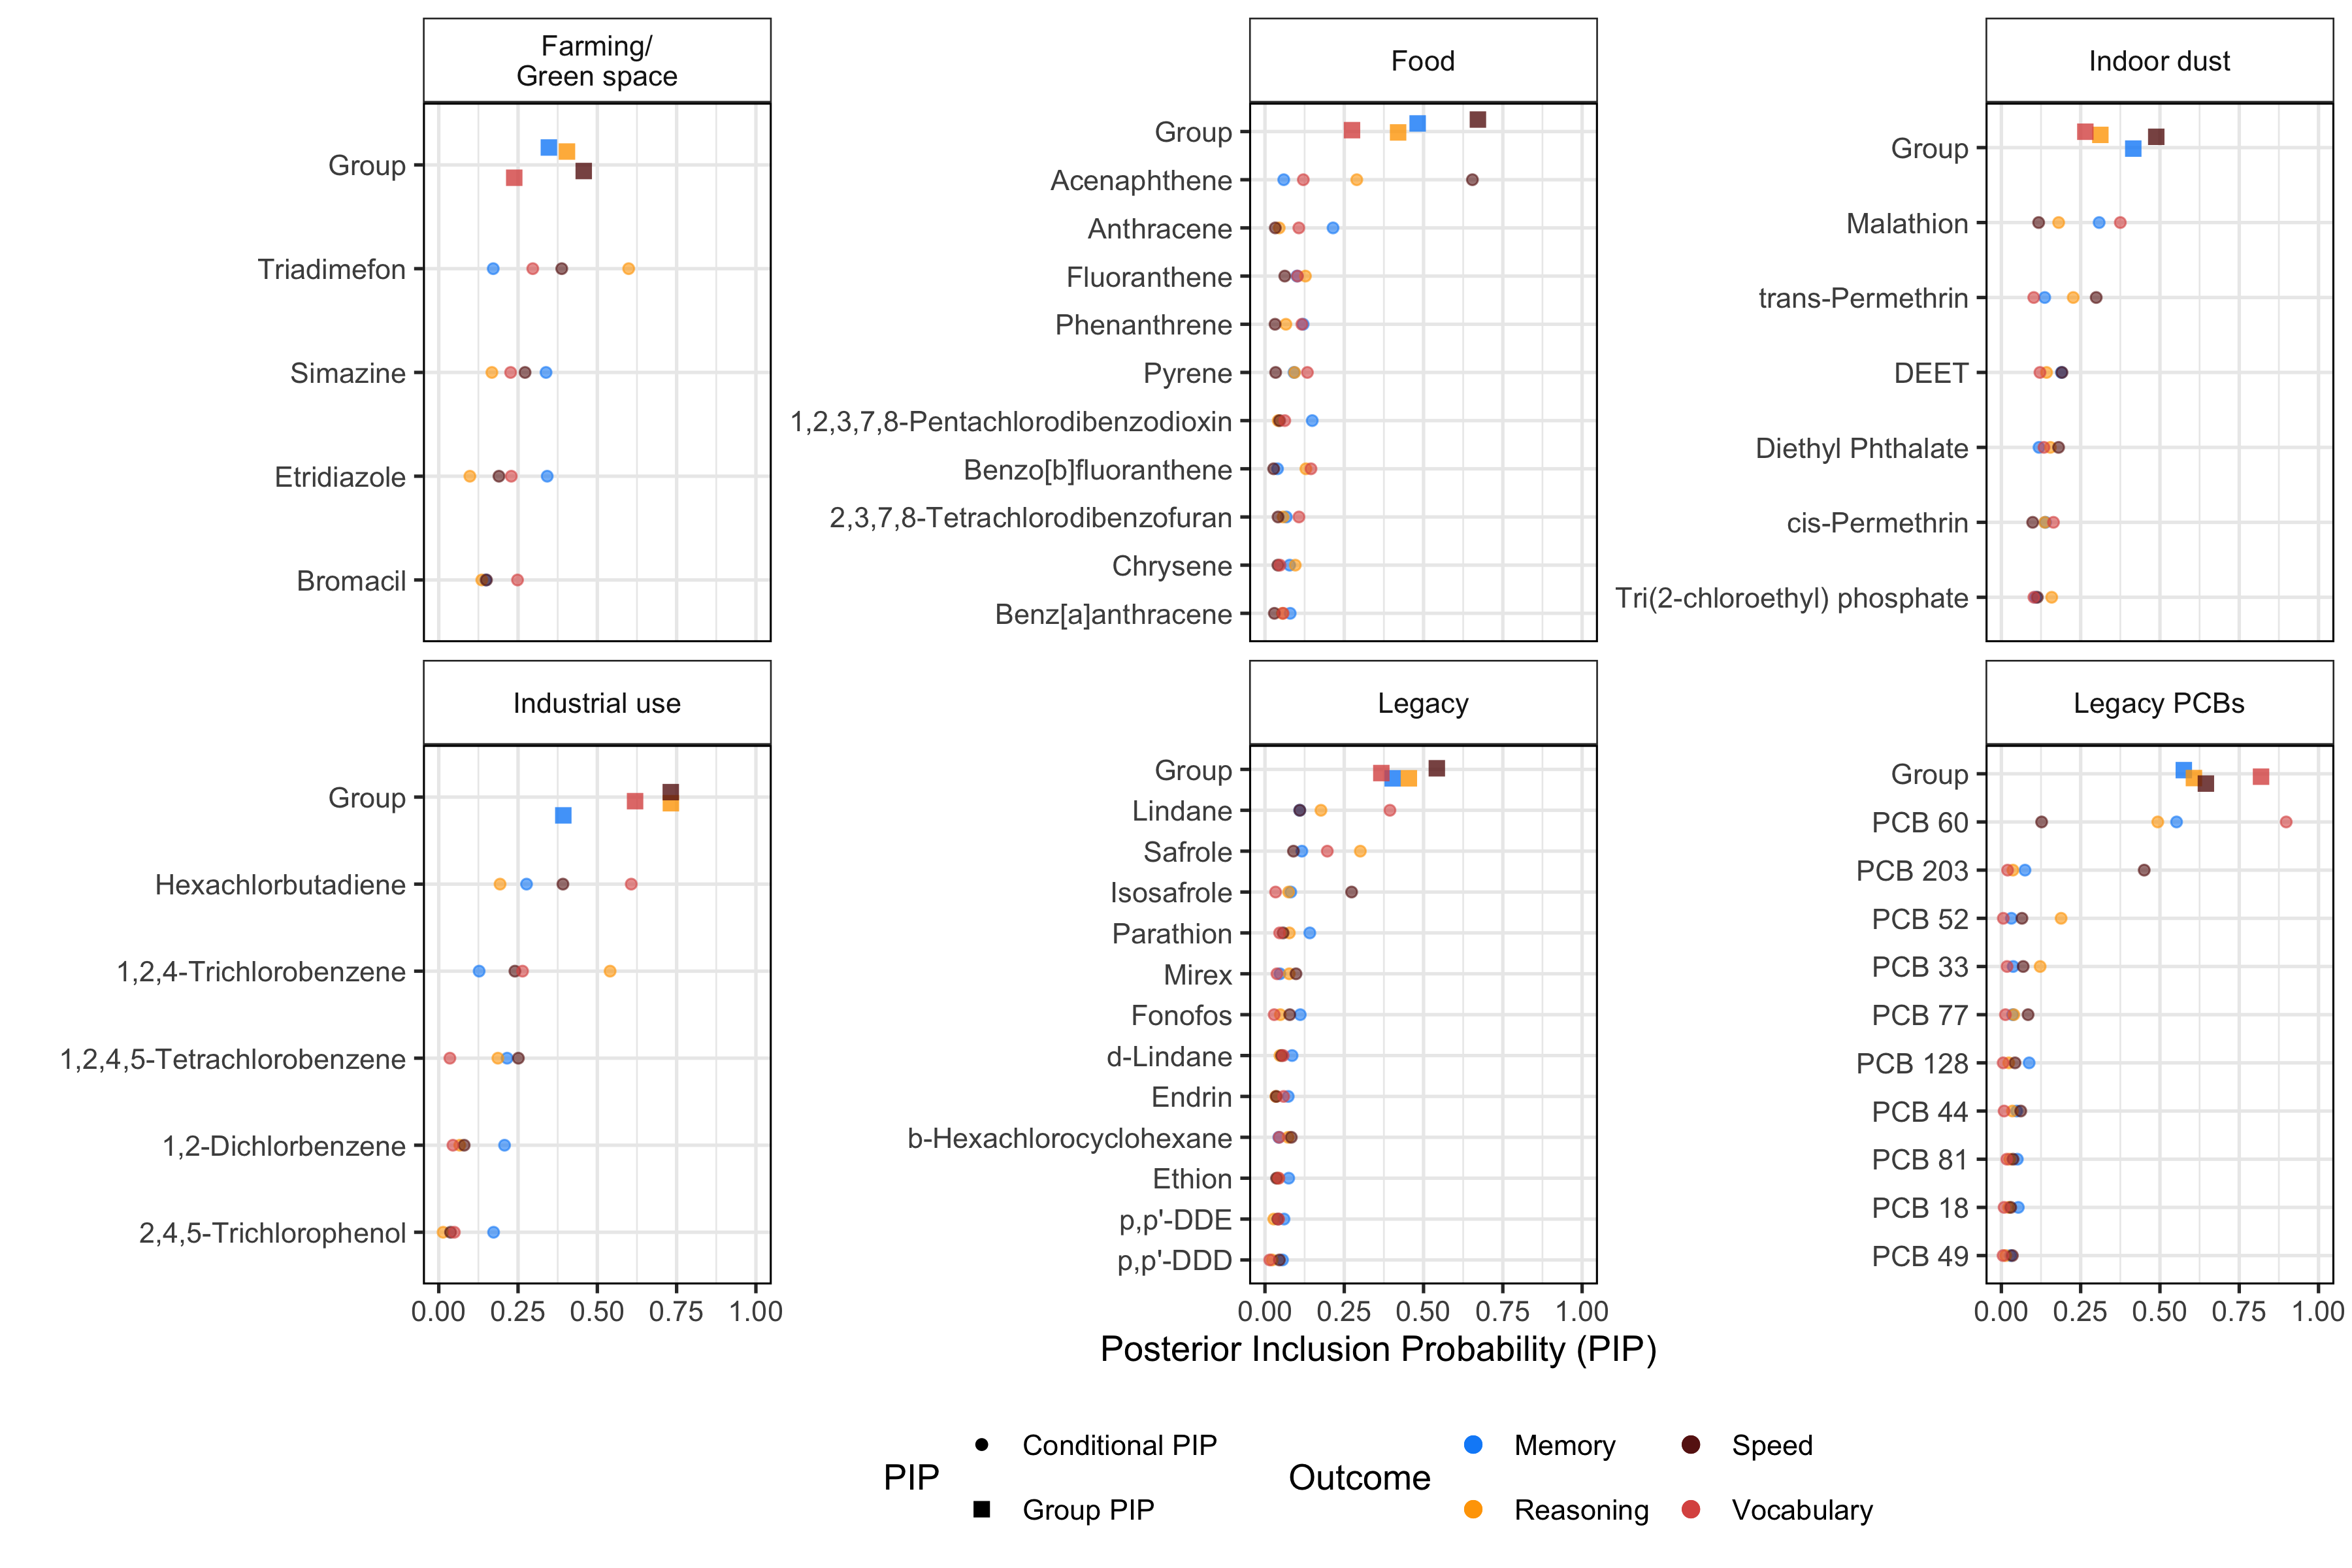 Farming/
Green space
Group
Triadimefon
Simazine
Etridiazole
Bromacil
Food
Group
Acenaphthene
Anthracene
Fluoranthene
Phenanthrene
Pyrene
1,2,3,7,8-Pentachlorodibenzodioxin
Benzo[b]fluoranthene
2,3,7,8-Tetrachlorodibenzofuran
Chrysene
Benz[a]anthracene
Indoor dust
Group
Malathion
trans-Permethrin
DEET
Diethyl Phthalate
cis-Permethrin
Tri(2-chloroethyl) phosphate
Industrial use
Group
Hexachlorbutadiene
1,2,4-Trichlorobenzene
1,2,4,5-Tetrachlorobenzene
1,2-Dichlorbenzene
2,4,5-Trichlorophenol
0.00 0.25 0.50 0.75 1.00
Legacy
Group
Lindane
Safrole
Isosafrole
Parathion
Mirex
Fonofos
d-Lindane
Endrin
b-Hexachlorocyclohexane
Ethion
p,p'-DDE
p,p'-DDD
0.00 0.25 0.50 0.75 1.00
Legacy PCBs
Group
PCB 60
PCB 203
PCB 52
PCB 33
PCB 77
PCB 128
PCB 44
PCB 81
PCB 18
PCB 49
0.00 0.25 0.50 0.75 1.00
Posterior Inclusion Probability (PIP)
PIP
Conditional PIP
Group PIP
Outcome
Memory
Reasoning
Speed
Vocabulary